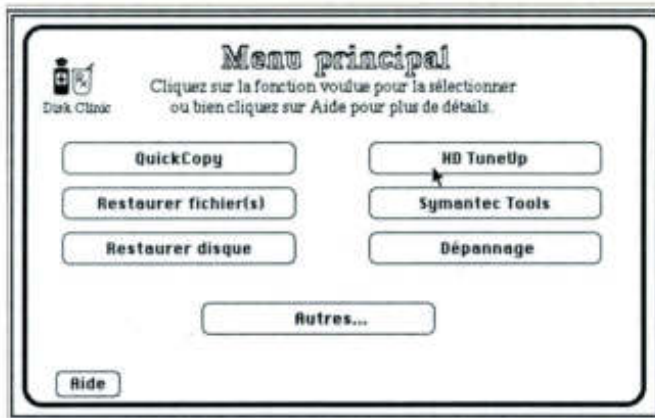 Menu principal
Cliquez sur la fonction voulue pour la sélectionner
ou bien cliquez sur Aide pour plus de détails.
Disk Clinic
QuickCopy
HD TuneUp
Restaurer fichier(s)
Symantec Tools
Restaurer disque
Dépannage
Autres...
Aide